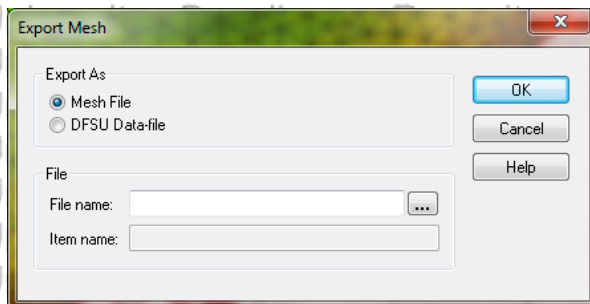 Export Mesh
x
Export As
Mesh File
DFSU Data-file
OK
Cancel
Help
File
File name:
...
Item name: